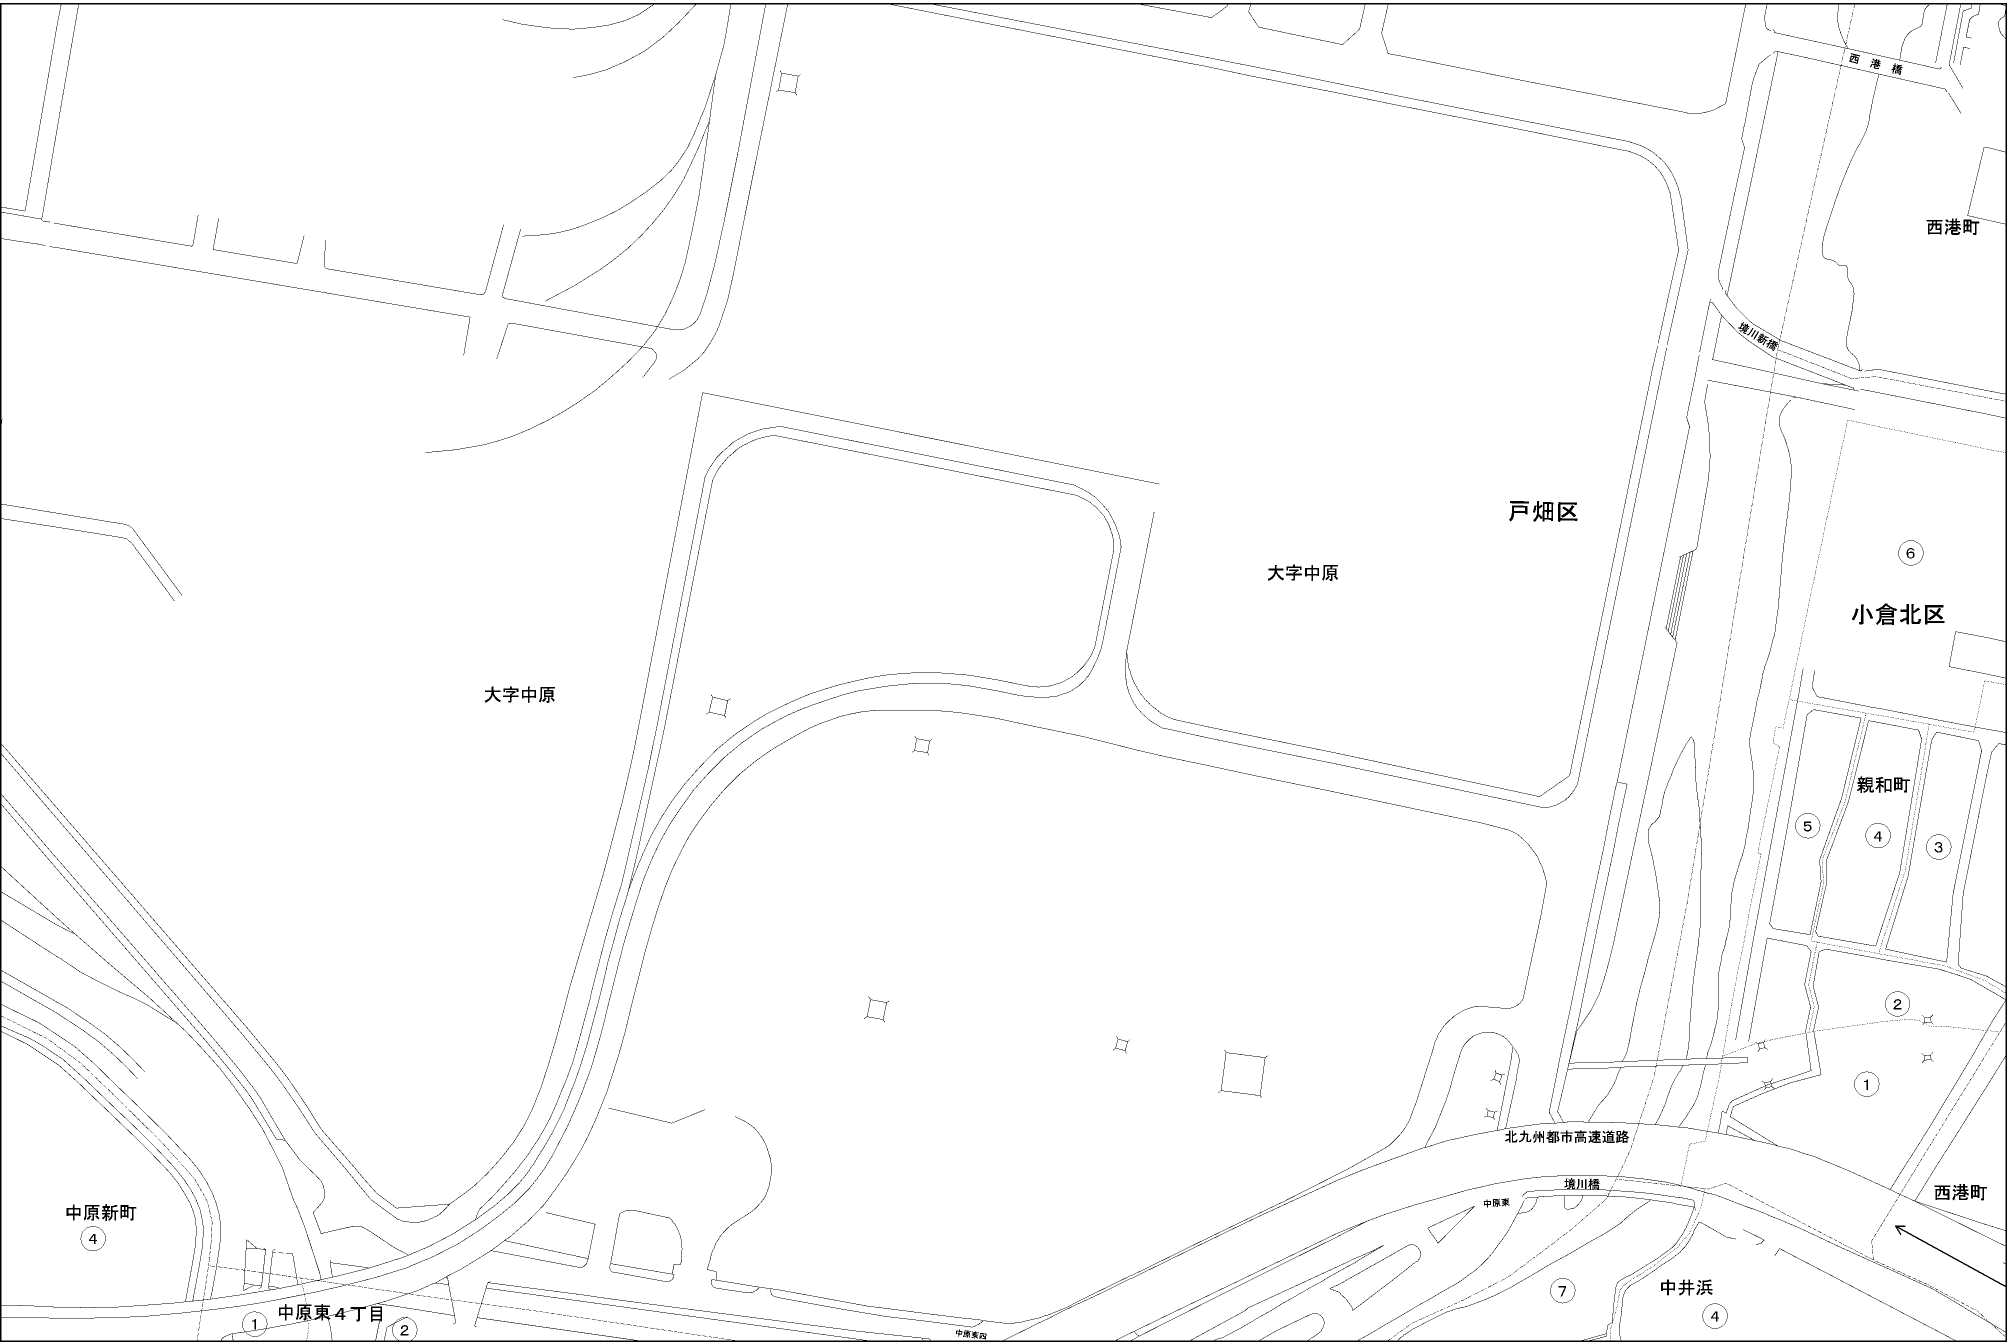 西港橋
西港町
境川新橋
戸畑区
⑥
大字中原
小倉北区
大字中原
親和町
⑤
④
③
②
①
北九州都市高速道路
境川橋
西港町
中原東
中原新町
④
中井浜
⑦
④
中原東4丁目
①
②
中原東四